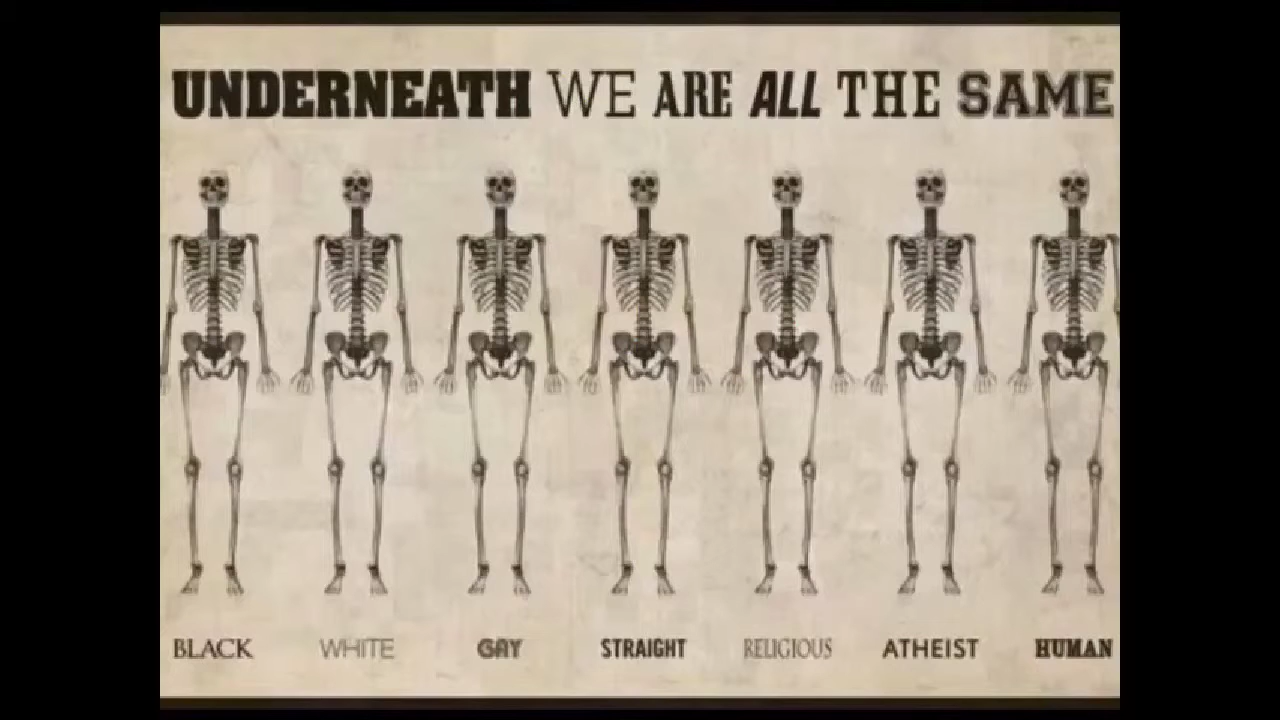 UNDERNEATH WE ARE ALL THE SAME
BLACK WHITE GAY STRAIGHT RELIGIOUS ATHEIST HUMAN